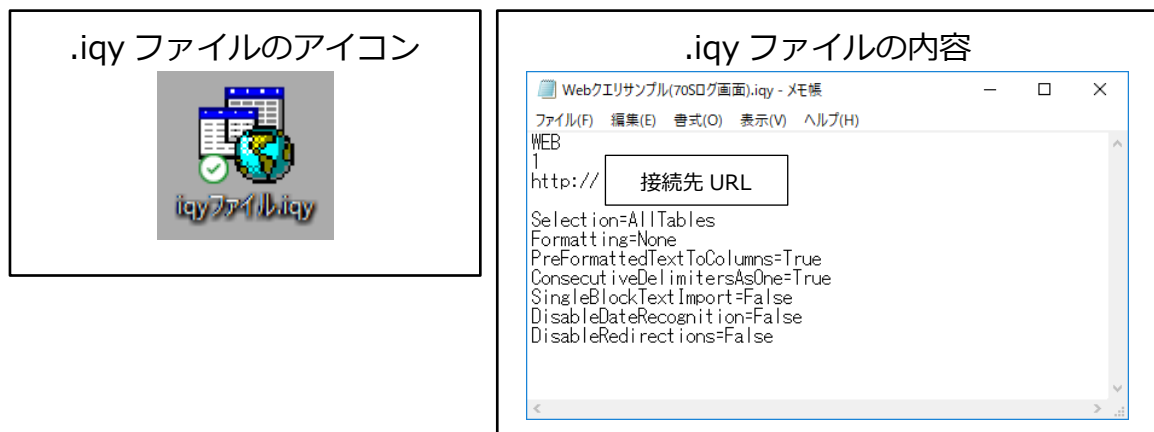 .iqy ファイルのアイコン
iqyファイル.iqy
.iqy ファイルの内容
Webクエリサンプル(70Sログ画面).iqy - メモ帳
ファイル(F) 編集(E) 書式(O) 表示(V) ヘルプ(H)
WEB
1
http:// 接続先 URL
Selection=AllTables
Formatting=None
PreFormattedTextToColumns=True
ConsecutiveDelimitersAsOne=True
SingleBlockTextImport=False
DisableDateRecognition=False
DisableRedirections=False